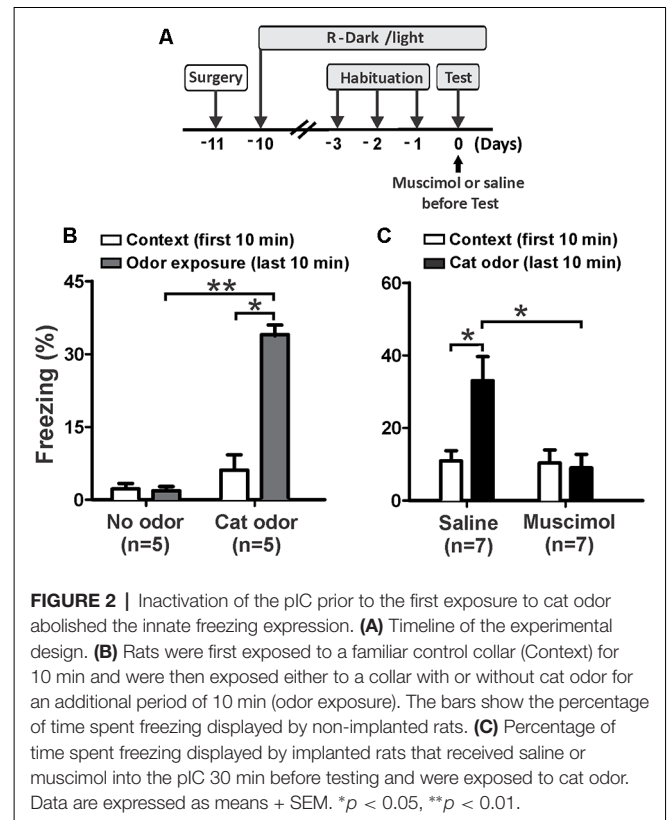 A
R-Dark /light
Surgery
Habituation
Test
-11 -10 -3 -2 -1 0 (Days)
Muscimol or saline
before Test
B
Context (first 10 min)
Odor exposure (last 10 min)
**
*
45
30
15
0
Freezing (%)
No odor Cat odor
(n=5) (n=5)
C
Context (first 10 min)
Cat odor (last 10 min)
*
*
60
40
20
0
Saline Muscimol
(n=7) (n=7)
FIGURE 2 | Inactivation of the pIC prior to the first exposure to cat odor
abolished the innate freezing expression. (A) Timeline of the experimental
design. (B) Rats were first exposed to a familiar control collar (Context) for
10 min and were then exposed either to a collar with or without cat odor for
an additional period of 10 min (odor exposure). The bars show the percentage
of time spent freezing displayed by non-implanted rats. (C) Percentage of
time spent freezing displayed by implanted rats that received saline or
muscimol into the pIC 30 min before testing and were exposed to cat odor.
Data are expressed as means + SEM. *p < 0.05, **p < 0.01.